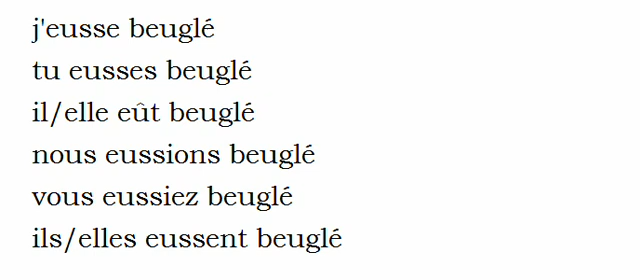 j'eusse beuglé
tu eusses beuglé
il/elle eût beuglé
nous eussions beuglé
vous eussiez beuglé
ils/elles eussent beuglé